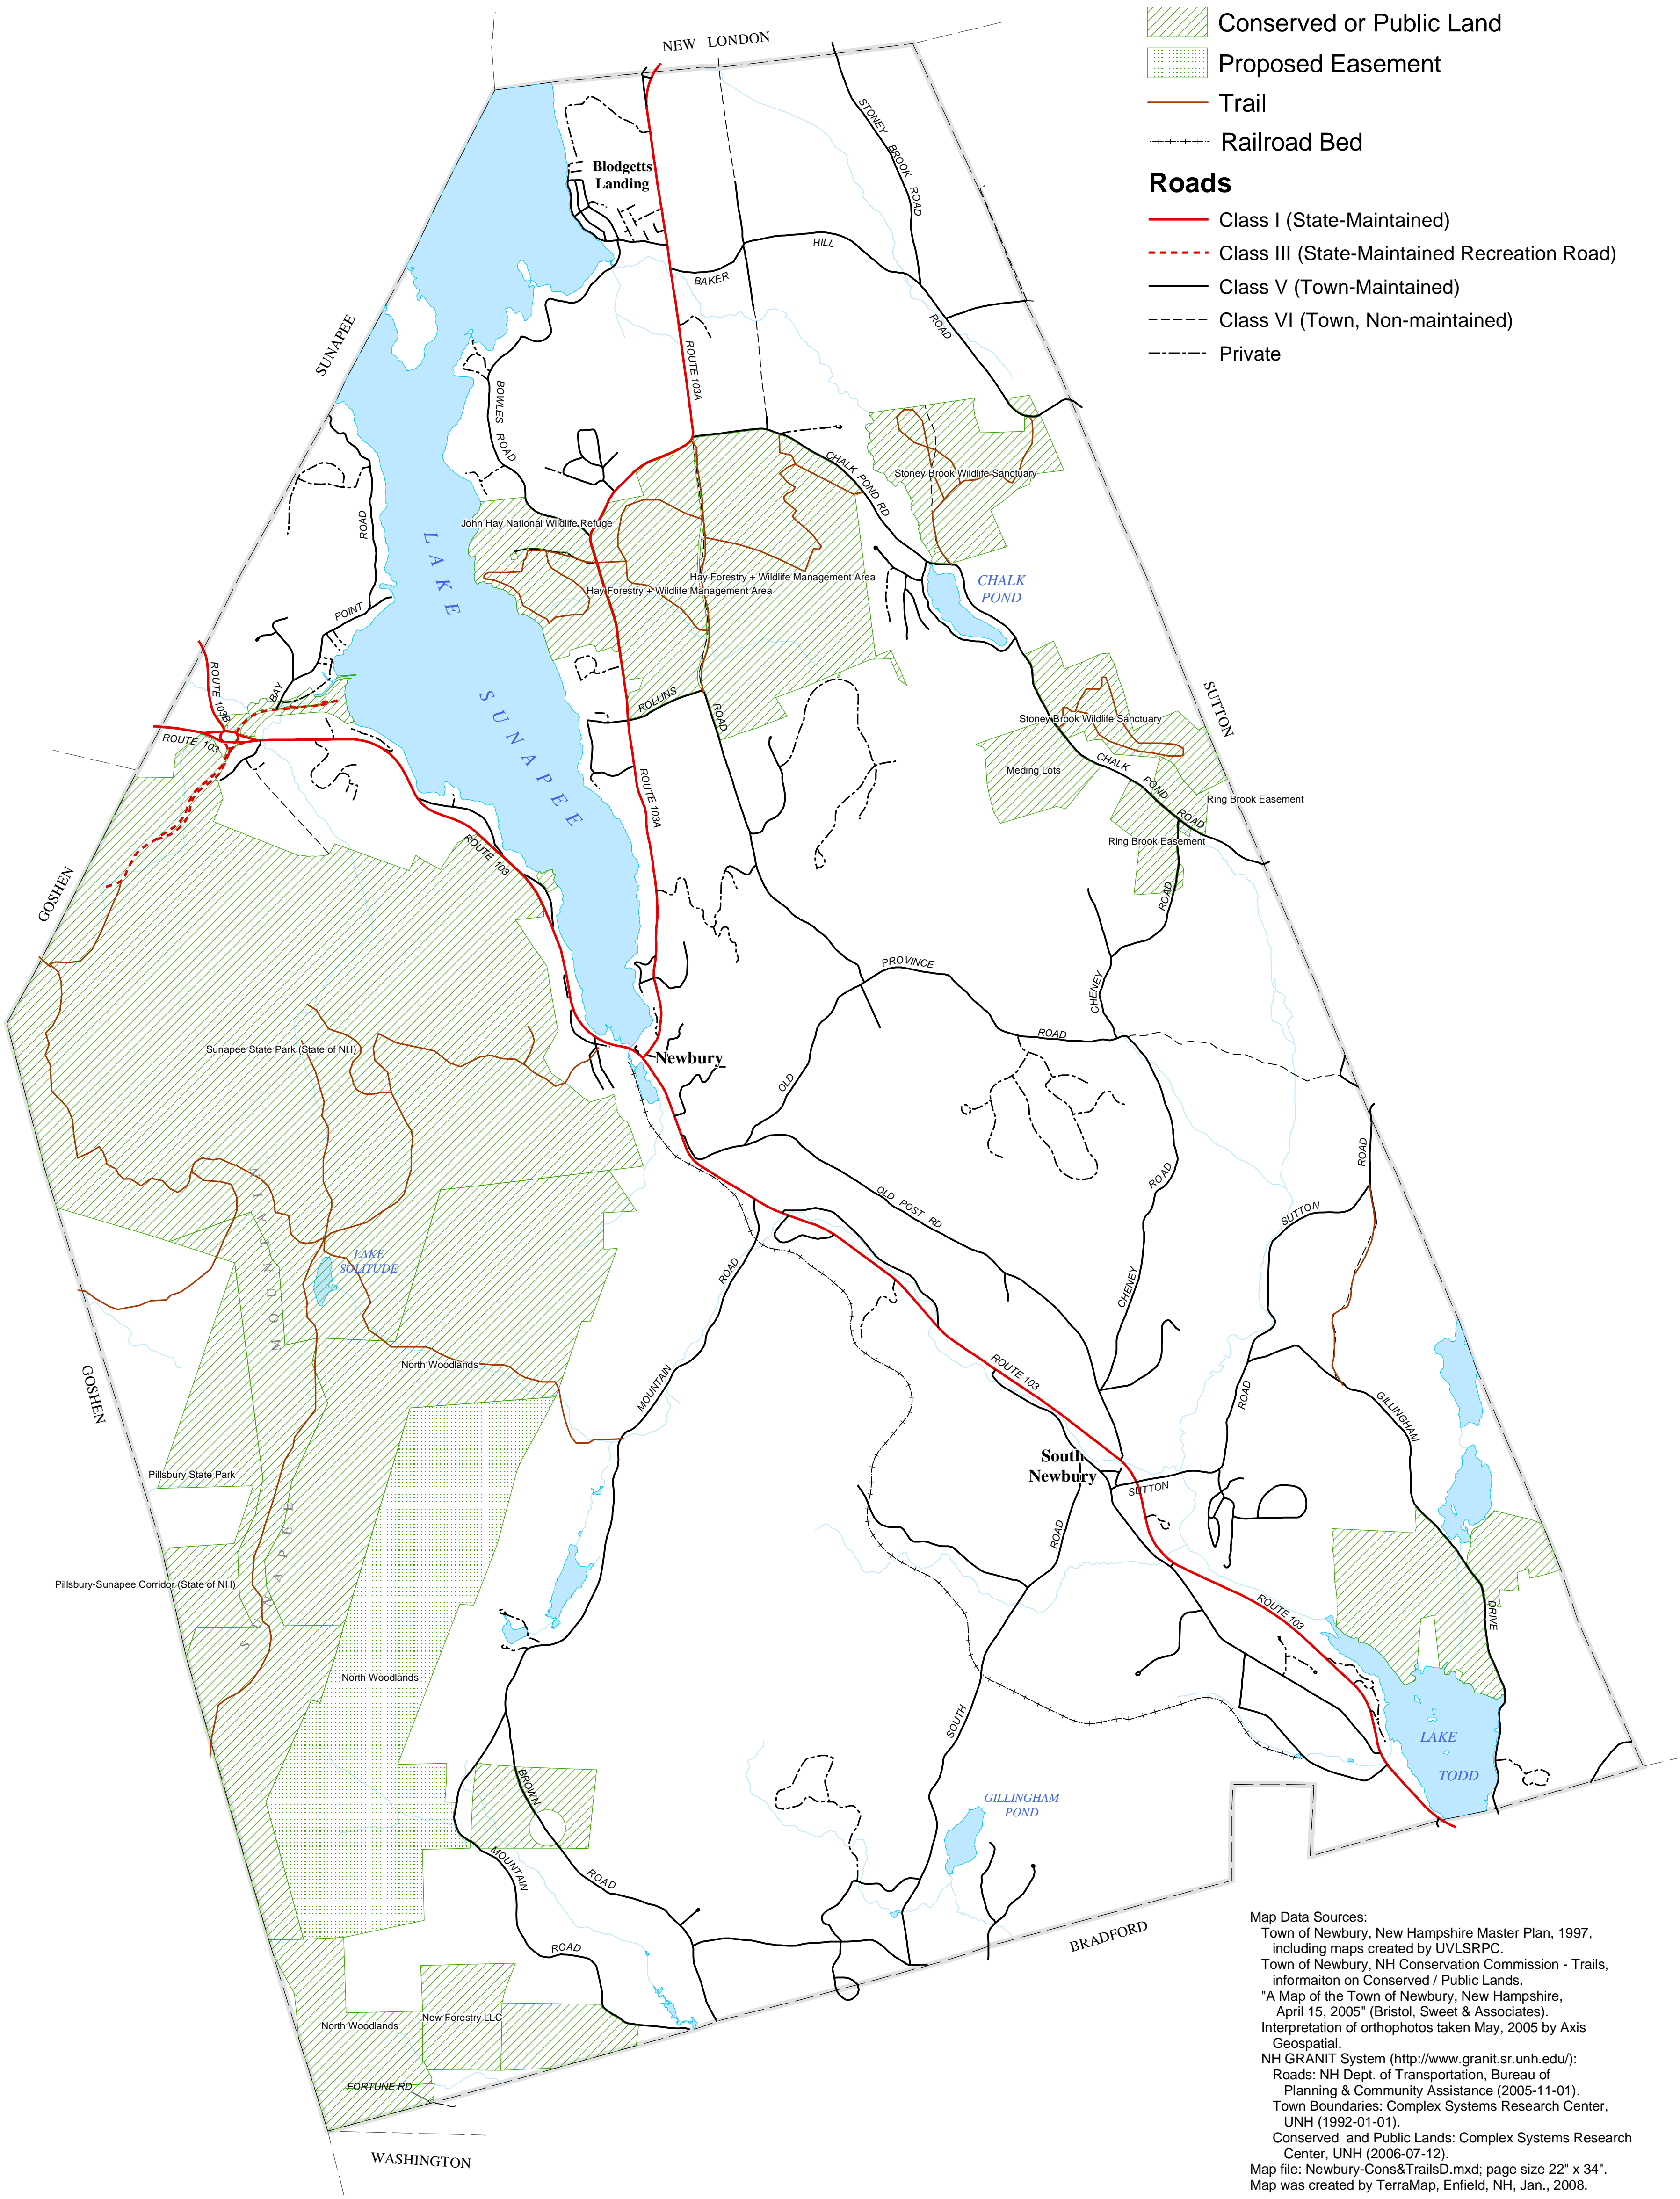 Conserved or Public Land
Proposed Easement
Trail
Railroad Bed
Roads
Class I (State-Maintained)
Class III (State-Maintained Recreation Road)
Class V (Town-Maintained)
Class VI (Town, Non-maintained)
Private
NEW LONDON
STONEY BROOK ROAD
Blodgetts
Landing
HILL
BAKER
ROAD
SUNAPEE
ROUTE 103A
BOWLES ROAD
CHALK POND RD
Stoney Brook Wildlife Sanctuary
ROAD
John Hay National Wildlife Refuge
LAKE SUNAPEE
Hay Forestry + Wildlife Management Area
Hay Forestry + Wildlife Management Area
CHALK
POND
POINT
BAY
ROUTE 103B
ROUTE 103
ROLLINS
ROAD
SUTTON
Stoney Brook Wildlife Sanctuary
Meding Lots
CHALK POND ROAD
Ring Brook Easement
Ring Brook Easement
ROUTE 103A
ROUTE 103
GOSHEN
ROAD
CHENEY
PROVINCE
ROAD
OLD
Sunapee State Park (State of NH)
Newbury
ROAD
ROAD
SUTTON
OLD POST RD
CHENEY
LAKE
SOLITUDE
SUNAPEE MOUNTAIN
ROAD
MOUNTAIN
North Woodlands
GOSHEN
ROUTE 103
ROAD
GILLINGHAM
South
Newbury
SUTTON
Pillsbury State Park
ROAD
Pillsbury-Sunapee Corridor (State of NH)
ROUTE 103
DRIVE
North Woodlands
SOUTH
LAKE
TODD
BROWN
GILLINGHAM
POND
MOUNTAIN
ROAD
ROAD
BRADFORD
North Woodlands
New Forestry LLC
FORTUNE RD
WASHINGTON
Map Data Sources:
Town of Newbury, New Hampshire Master Plan, 1997,
including maps created by UVLSRPC.
Town of Newbury, NH Conservation Commission - Trails,
informaiton on Conserved / Public Lands.
"A Map of the Town of Newbury, New Hampshire,
April 15, 2005" (Bristol, Sweet & Associates).
Interpretation of orthophotos taken May, 2005 by Axis
Geospatial.
NH GRANIT System (http://www.granit.sr.unh.edu/):
Roads: NH Dept. of Transportation, Bureau of
Planning & Community Assistance (2005-11-01).
Town Boundaries: Complex Systems Research Center,
UNH (1992-01-01).
Conserved and Public Lands: Complex Systems Research
Center, UNH (2006-07-12).
Map file: Newbury-Cons&TrailsD.mxd; page size 22" x 34".
Map was created by TerraMap, Enfield, NH, Jan., 2008.